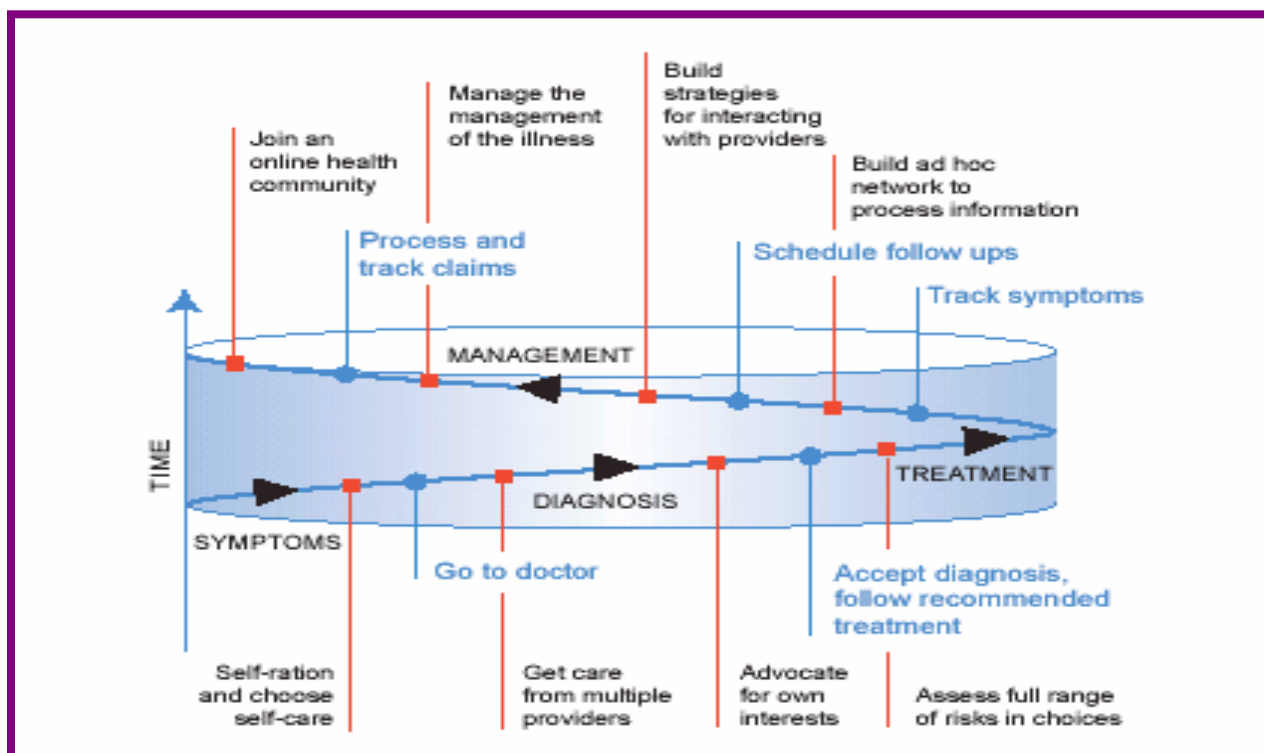 Join an
online health
community
Manage the
management
of the illness
Build
strategies
for interacting
with providers
Build ad hoc
network to
process information
Process and
track claims
Schedule follow ups
Track symptoms
MANAGEMENT
TIME
TREATMENT
DIAGNOSIS
SYMPTOMS
Go to doctor
Accept diagnosis,
follow recommended
treatment
Self-ration
and choose
self-care
Get care
from multiple
providers
Advocate
for own
interests
Assess full range
of risks in choices